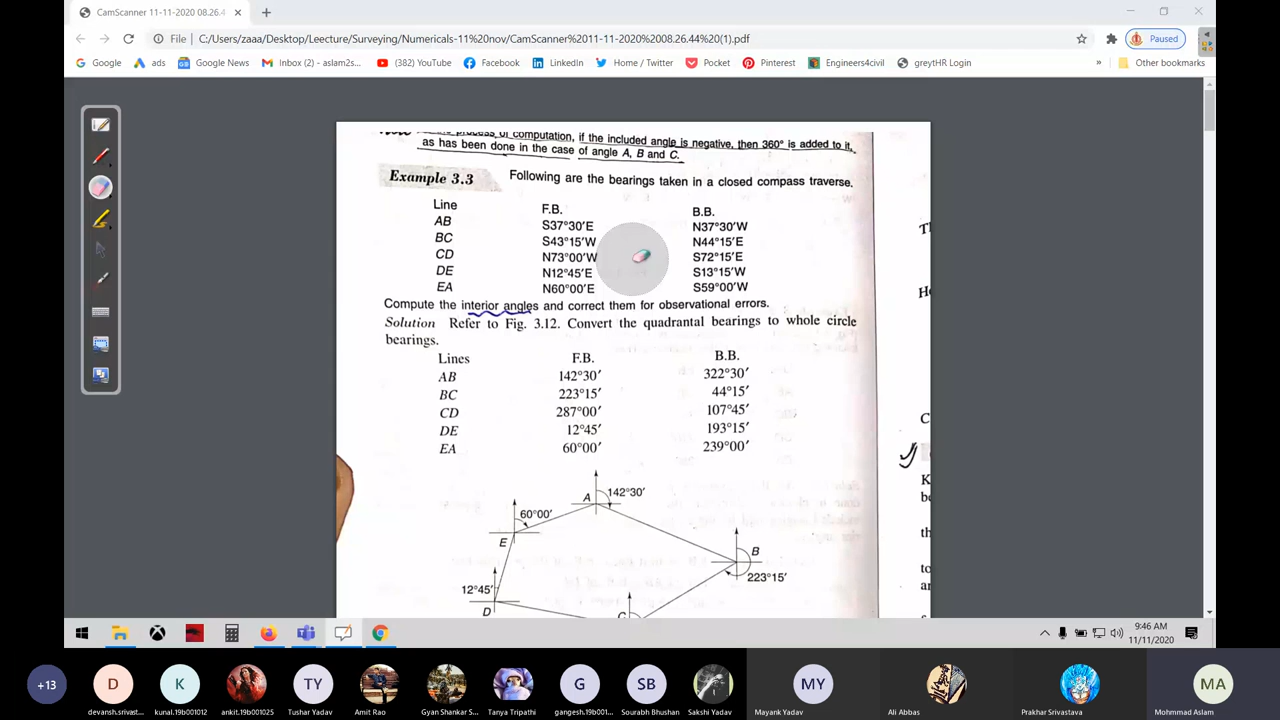 CamScanner 11-11-2020 08.26.44
File
C:/Users/zaaa/Desktop/Leecture/Surveying/Numericals-11%20nov/CamScanner%2011-11-2020%2008.26.44%20(1).pdf
Paused
Google
ads
Google News
Inbox (2) - aslam2s...
(382) YouTube
Facebook
LinkedIn
Home / Twitter
Pocket
Pinterest
Engineers4civil
greytHR Login
»
Other bookmarks
process of computation, if the included angle is negative, then 360° is added to it,
as has been done in the case of angle A, B and C.
Example 3.3 Following are the bearings taken in a closed compass traverse.
Line F.B. B.B.
AB S37°30'E N37°30'W
BC S43°15'W N44°15'E
CD N73°00'W S72°15'E
DE N12°45'E S13°15'W
EA N60°00'E S59°00'W
Compute the interior angles and correct them for observational errors.
Solution Refer to Fig. 3.12. Convert the quadrantal bearings to whole circle
bearings.
Lines F.B. B.B.
AB 142°30' 322°30'
BC 223°15' 44°15'
CD 287°00' 107°45'
DE 12°45' 193°15'
EA 60°00' 239°00'
A 142°30'
60°00'
E
B
223°15'
12°45'
D
C
9:46 AM
11/11/2020
+13
D
K
TY
G
SB
MY
MA
devansh.srivast...
kunal.19b001012
ankit.19b001025
Tushar Yadav
Amit Rao
Gyan Shankar S...
Tanya Tripathi
gangesh.19b001...
Sourabh Bhushan
Sakshi Yadav
Mayank Yadav
Ali Abbas
Prakhar Srivastava
Mohmmad Aslam